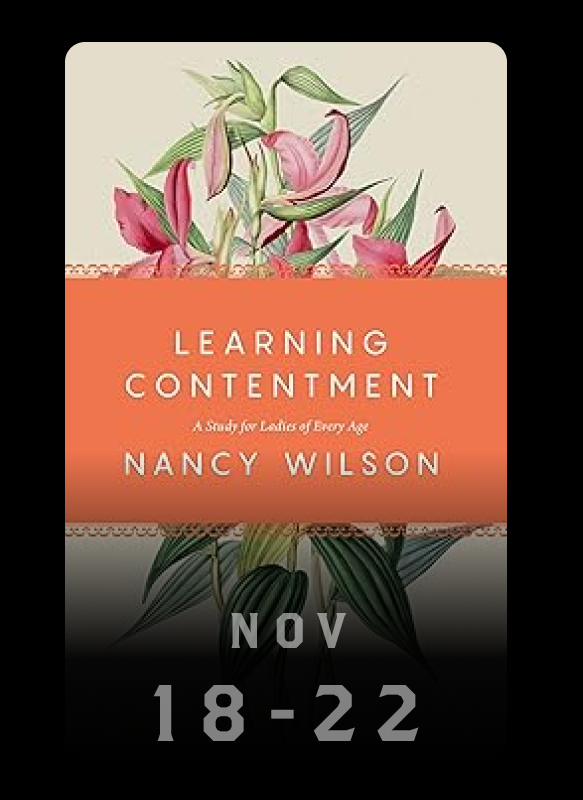 LEARNING
CONTENTMENT
A Study for Ladies of Every Age
NANCY WILSON
NOV
18-22